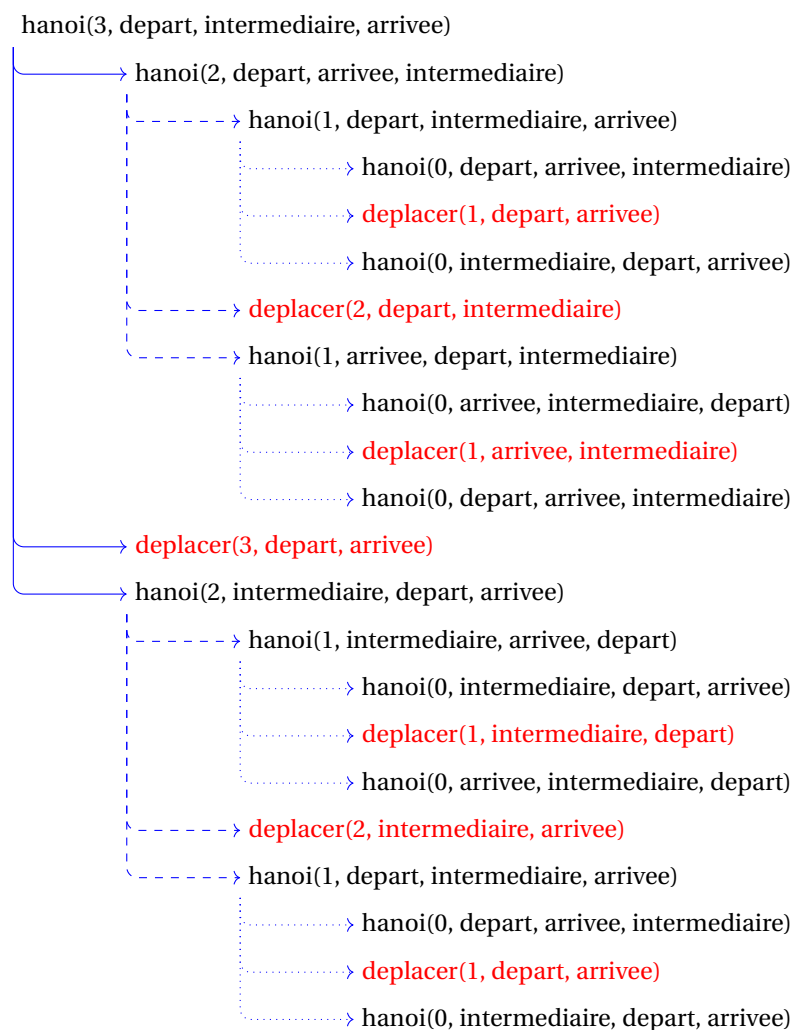 hanoi(3, depart, intermediaire, arrivee)
hanoi(2, depart, arrivee, intermediaire)
hanoi(1, depart, intermediaire, arrivee)
hanoi(0, depart, arrivee, intermediaire)
deplacer(1, depart, arrivee)
hanoi(0, intermediaire, depart, arrivee)
deplacer(2, depart, intermediaire)
hanoi(1, arrivee, depart, intermediaire)
hanoi(0, arrivee, intermediaire, depart)
deplacer(1, arrivee, intermediaire)
hanoi(0, depart, arrivee, intermediaire)
deplacer(3, depart, arrivee)
hanoi(2, intermediaire, depart, arrivee)
hanoi(1, intermediaire, arrivee, depart)
hanoi(0, intermediaire, depart, arrivee)
deplacer(1, intermediaire, depart)
hanoi(0, arrivee, intermediaire, depart)
deplacer(2, intermediaire, arrivee)
hanoi(1, depart, intermediaire, arrivee)
hanoi(0, depart, arrivee, intermediaire)
deplacer(1, depart, arrivee)
hanoi(0, intermediaire, depart, arrivee)